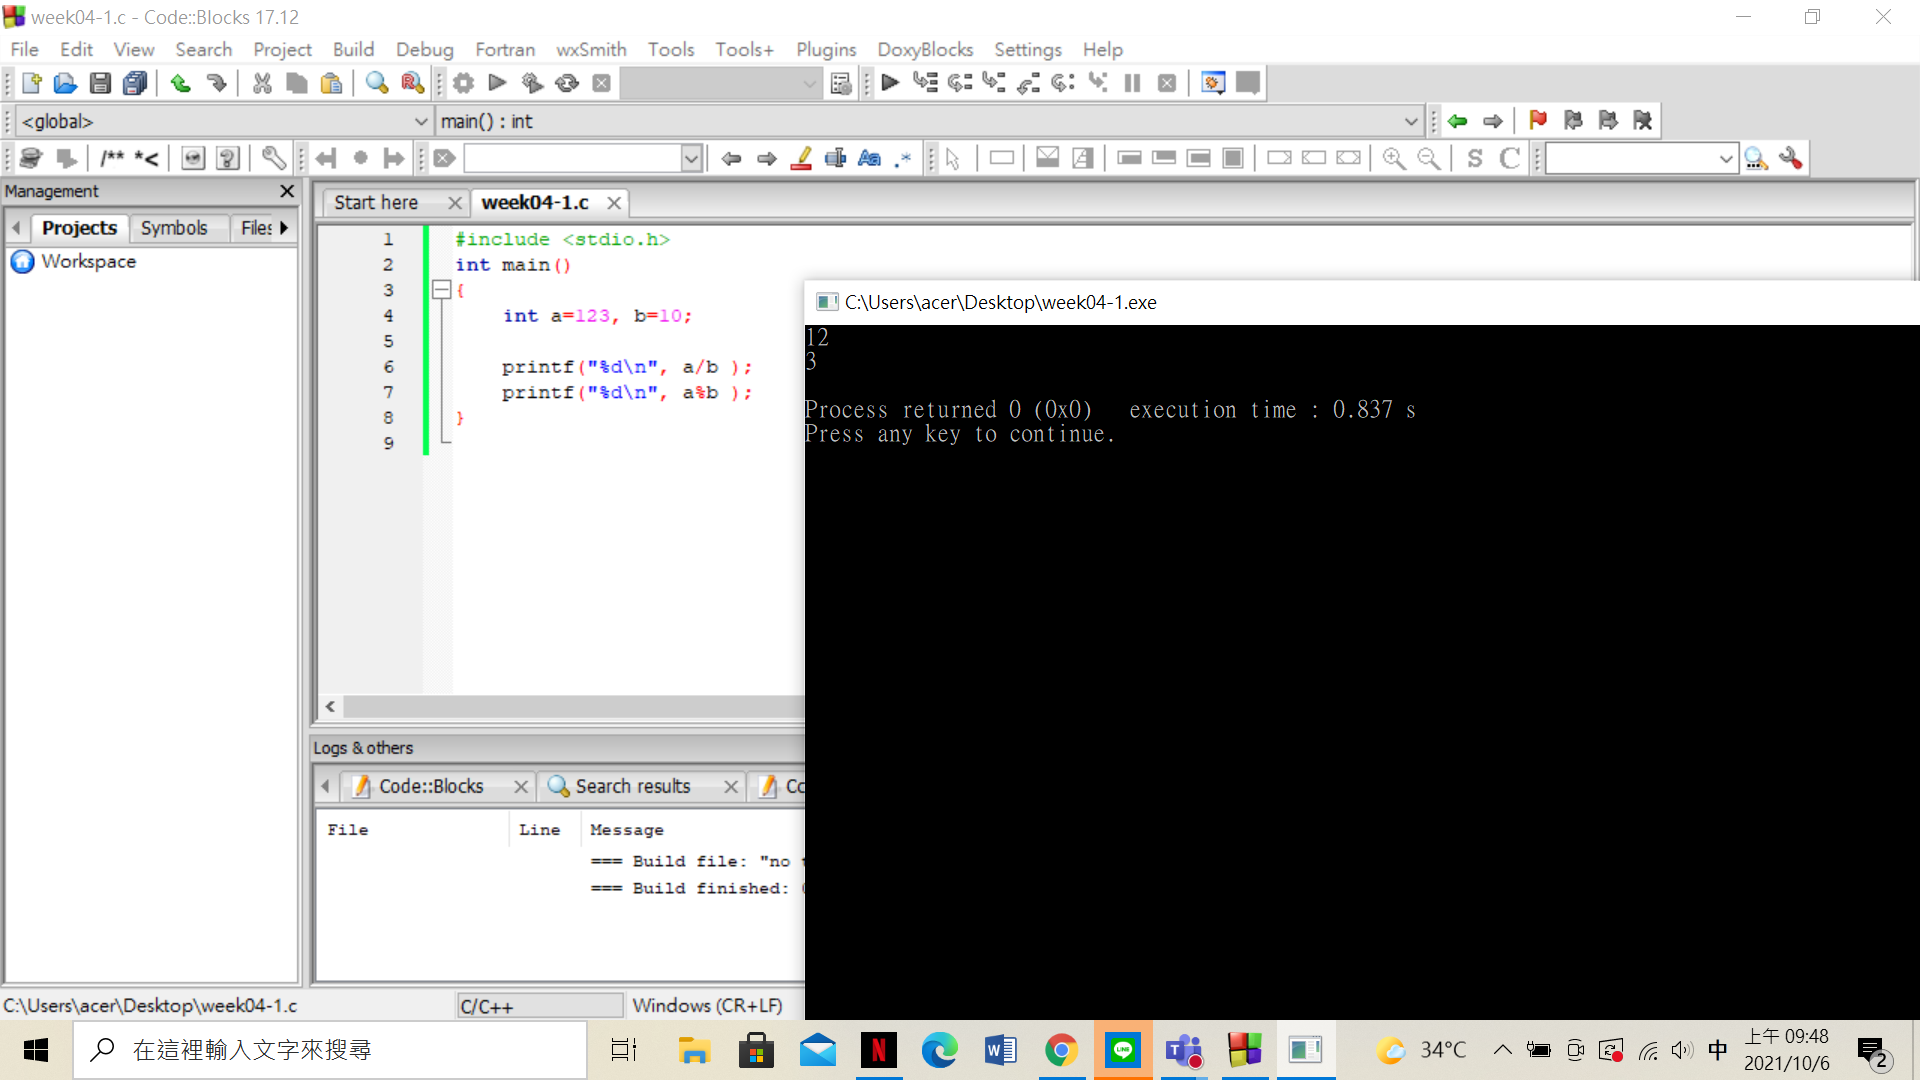 week04-1.c - Code::Blocks 17.12
File Edit View Search Project Build Debug Fortran wxSmith Tools Tools+ Plugins DoxyBlocks Settings Help
<global> main() : int
/** *<
Management
Projects Symbols Files
Workspace
Start here week04-1.c
1 #include <stdio.h>
2 int main()
3 {
4 int a=123, b=10;
5
6 printf("%d\n", a/b );
7 printf("%d\n", a%b );
8 }
9
C:\Users\acer\Desktop\week04-1.exe
12
3
Process returned 0 (0x0) execution time : 0.837 s
Press any key to continue.
Logs & others
Code::Blocks Search results
File Line Message
=== Build file: "no
=== Build finished:
C:\Users\acer\Desktop\week04-1.c C/C++ Windows (CR+LF)
在這裡輸入文字來搜尋
34°C 中 上午 09:48
2021/10/6
2